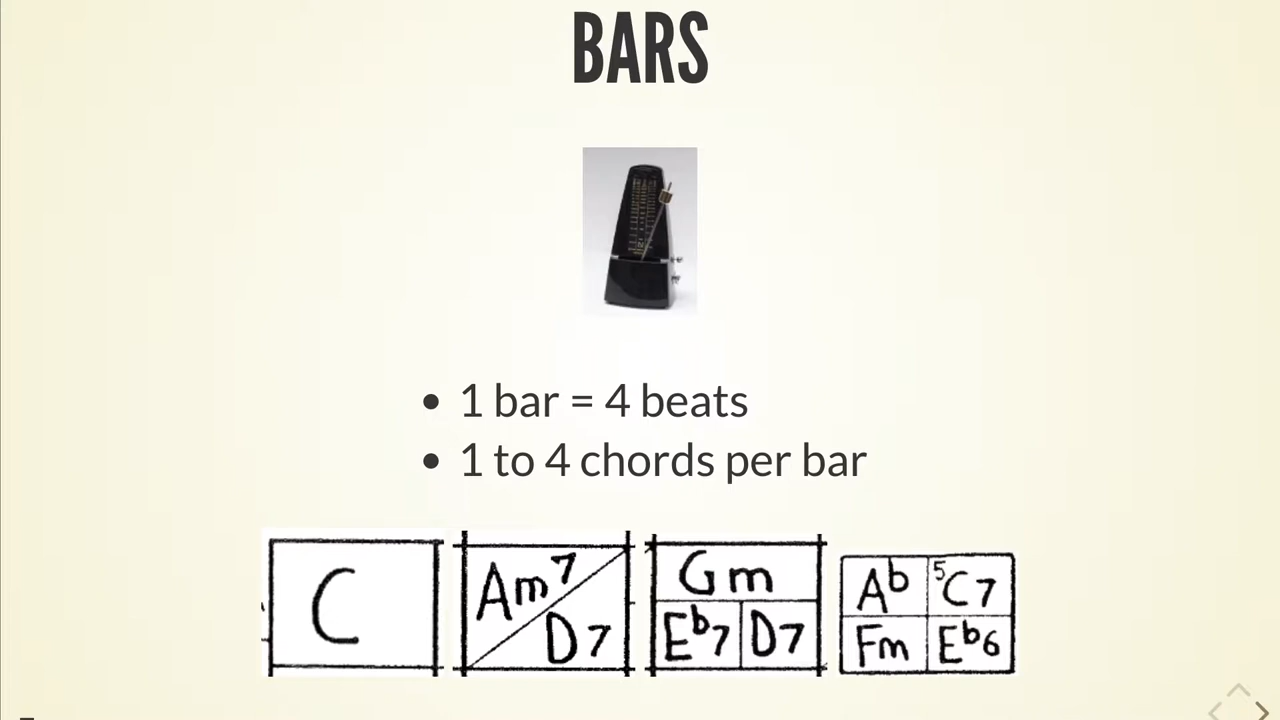 BARS
• 1 bar = 4 beats
• 1 to 4 chords per bar
C
Am7
D7
Gm
Eb7 D7
Ab 5C7
Fm Eb6